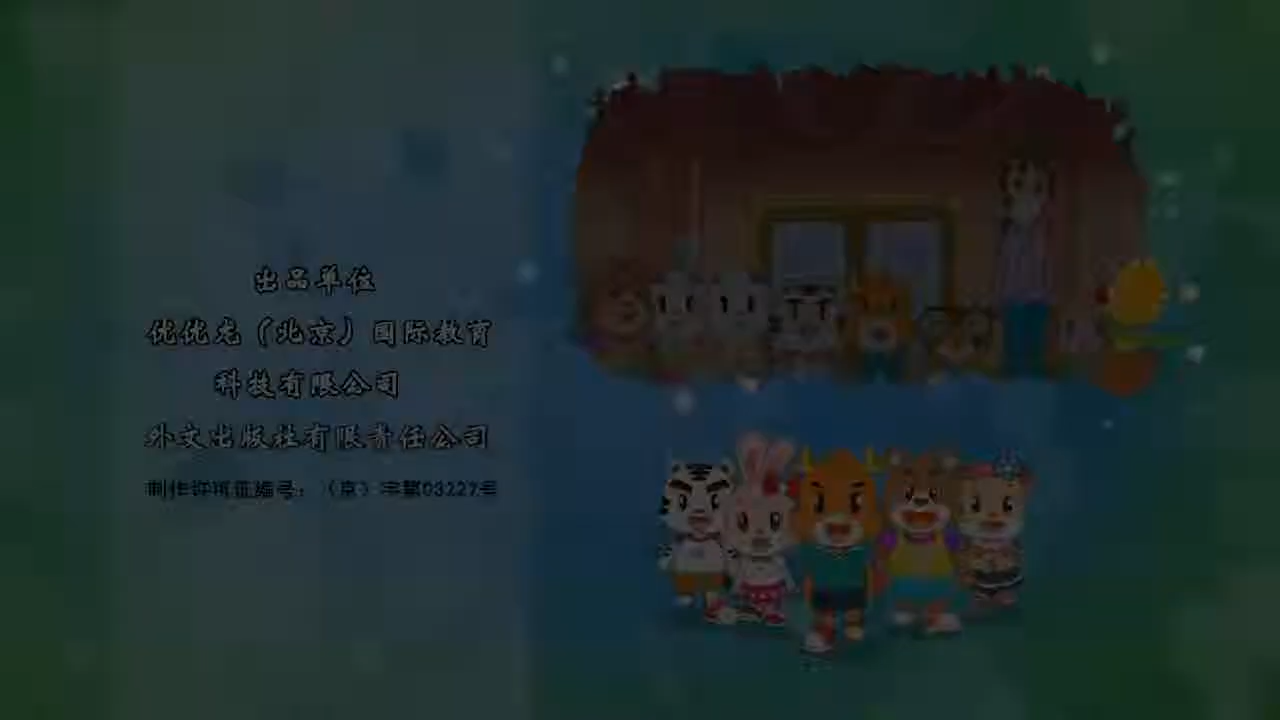 出品单位
优优龙（北京）国际教育
科技有限公司
外文出版社有限责任公司
制作许可证编号：（京）字第03227号